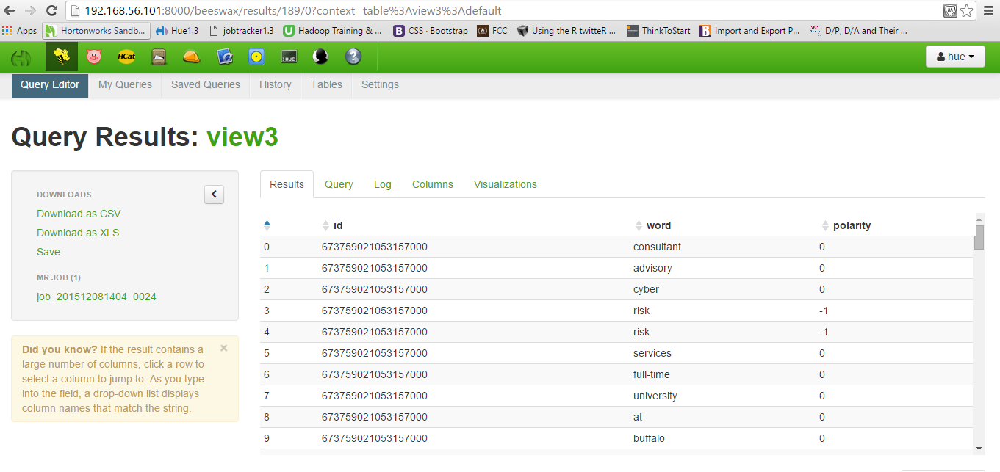 192.168.56.101:8000/beeswax/results/189/0?context=table%3Aview3%3Adefault
Apps Hortonworks Sandb... Hue1.3 jobtracker1.3 Hadoop Training & ... CSS · Bootstrap FCC Using the R twitteR ... ThinkToStart Import and Export P... D/P, D/A and Their ...
HCat >HUE hue
Query Editor My Queries Saved Queries History Tables Settings
Query Results: view3
DOWNLOADS
Download as CSV
Download as XLS
Save
MR JOB (1)
job_201512081404_0024
Did you know? If the result contains a
large number of columns, click a row to
select a column to jump to. As you type
into the field, a drop-down list displays
column names that match the string.
Results Query Log Columns Visualizations
id word polarity
0 673759021053157000 consultant 0
1 673759021053157000 advisory 0
2 673759021053157000 cyber 0
3 673759021053157000 risk -1
4 673759021053157000 risk -1
5 673759021053157000 services 0
6 673759021053157000 full-time 0
7 673759021053157000 university 0
8 673759021053157000 at 0
9 673759021053157000 buffalo 0